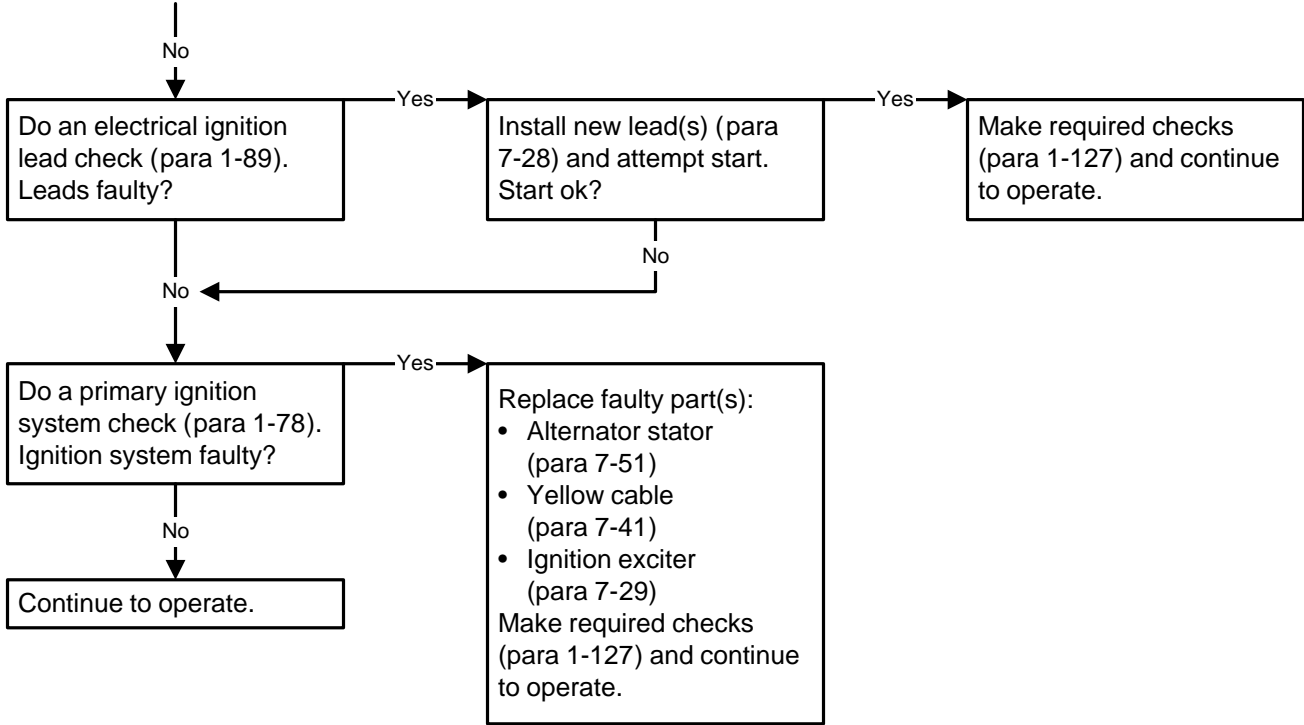 No
Do an electrical ignition
lead check (para 1-89).
Leads faulty?
Yes
Install new lead(s) (para
7-28) and attempt start.
Start ok?
Yes
Make required checks
(para 1-127) and continue
to operate.
No
No
Do a primary ignition
system check (para 1-78).
Ignition system faulty?
Yes
Replace faulty part(s):
• Alternator stator
(para 7-51)
• Yellow cable
(para 7-41)
• Ignition exciter
(para 7-29)
Make required checks
(para 1-127) and continue
to operate.
No
Continue to operate.